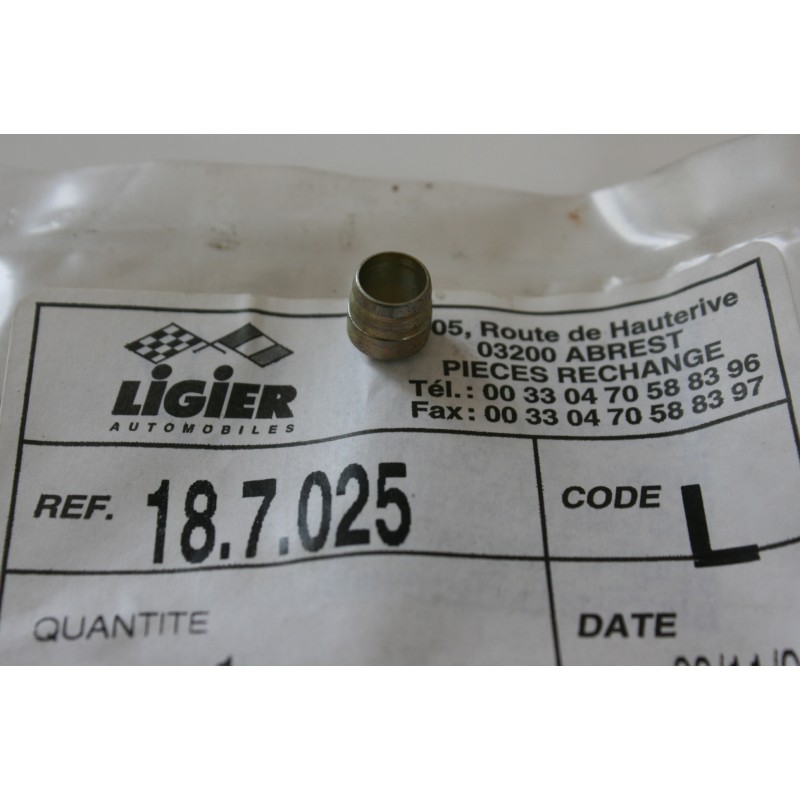 LIGIER
AUTOMOBILES
05, Route de Hauterive
03200 ABREST
PIECES RECHANGE
Tél.: 00 33 04 70 58 83 96
Fax: 00 33 04 70 58 83 97
REF. 18.7.025
CODE L
QUANTITE
DATE